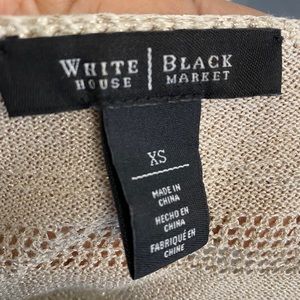 WHITE | BLACK
HOUSE | MARKET
XS
MADE IN
CHINA
HECHO EN
CHINA
FABRIQUÉ EN
CHINE